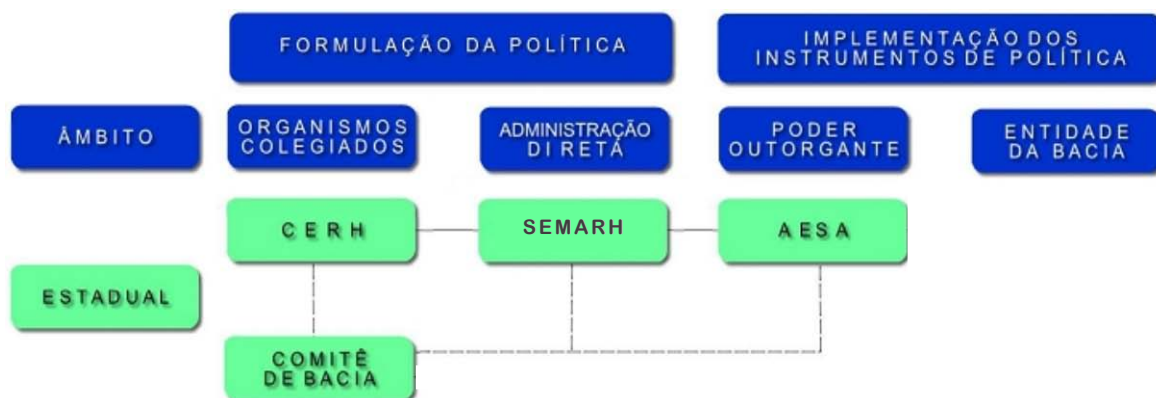 FORMULAÇÃO DA POLÍTICA
IMPLEMENTAÇÃO DOS
INSTRUMENTOS DE POLÍTICA
ÂMBITO
ORGANISMOS
COLEGIADOS
ADMINISTRAÇÃO
DIRETA
PODER
OUTORGANTE
ENTIDADE
DA BACIA
CERH
SEMARH
AESA
ESTADUAL
COMITÊ
DE BACIA